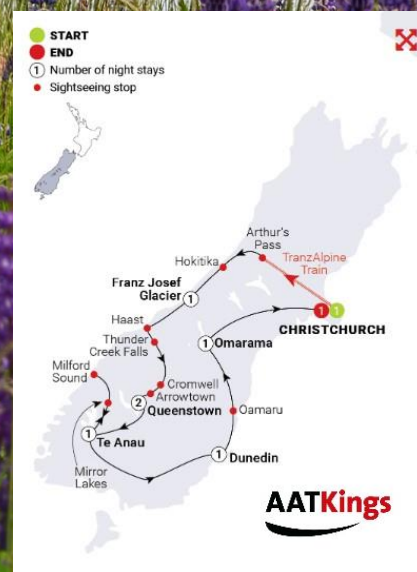 START
END
1 Number of night stays
Sightseeing stop
Arthur's
Pass
TranzAlpine
Train
Hokitika
Franz Josef
Glacier
1
1
1
CHRISTCHURCH
Haast
Thunder
Creek Falls
1
Omarama
Milford
Sound
Cromwell
Arrowtown
2
Queenstown
Oamaru
1
Te Anau
1
Dunedin
Mirror
Lakes
AATKings